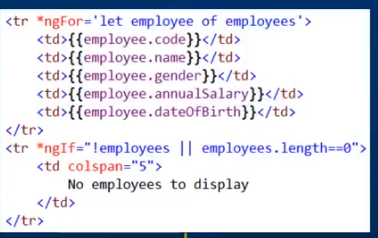 <tr *ngFor='let employee of employees'>
    <td>{{employee.code}}</td>
    <td>{{employee.name}}</td>
    <td>{{employee.gender}}</td>
    <td>{{employee.annualSalary}}</td>
    <td>{{employee.dateOfBirth}}</td>
</tr>
<tr *ngIf="!employees || employees.length==0">
    <td colspan="5">
        No employees to display
    </td>
</tr>